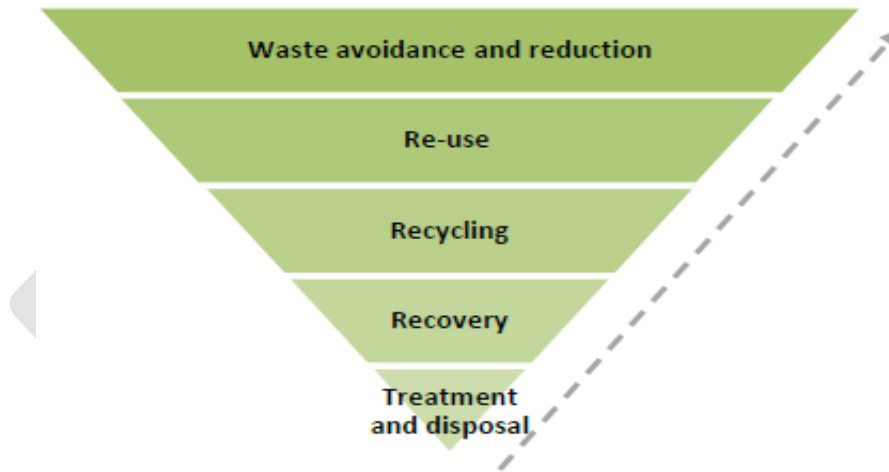 Waste avoidance and reduction
Re-use
Recycling
Recovery
Treatment
and disposal